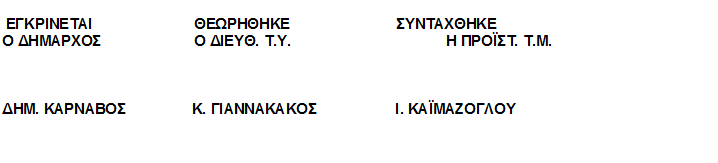 ΕΓΚΡΙΝΕΤΑΙ ΘΕΩΡΗΘΗΚΕ ΣΥΝΤΑΧΘΗΚΕ
Ο ΔΗΜΑΡΧΟΣ Ο ΔΙΕΥΘ. Τ.Υ. Η ΠΡΟΪΣΤ. Τ.Μ.
ΔΗΜ. ΚΑΡΝΑΒΟΣ Κ. ΓΙΑΝΝΑΚΑΚΟΣ Ι. ΚΑΪΜΑΖΟΓΛΟΥ